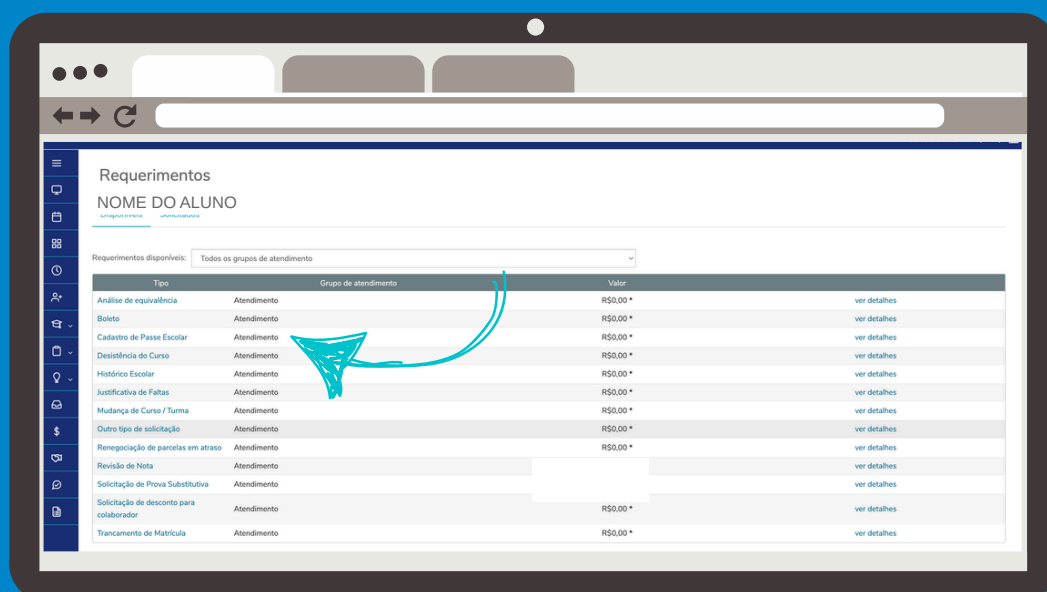 Requerimentos
NOME DO ALUNO
Disponíveis Solicitados
Requerimentos disponíveis: Todos os grupos de atendimento
Tipo Grupo de atendimento Valor
Análise de equivalência Atendimento R$0,00 * ver detalhes
Boleto Atendimento R$0,00 * ver detalhes
Cadastro de Passe Escolar Atendimento R$0,00 * ver detalhes
Desistência do Curso Atendimento R$0,00 * ver detalhes
Histórico Escolar Atendimento R$0,00 * ver detalhes
Justificativa de Faltas Atendimento R$0,00 * ver detalhes
Mudança de Curso / Turma Atendimento R$0,00 * ver detalhes
Outro tipo de solicitação Atendimento R$0,00 * ver detalhes
Renegociação de parcelas em atraso Atendimento R$0,00 * ver detalhes
Revisão de Nota Atendimento ver detalhes
Solicitação de Prova Substitutiva Atendimento ver detalhes
Solicitação de desconto para
colaborador Atendimento R$0,00 * ver detalhes
Trancamento de Matrícula Atendimento R$0,00 * ver detalhes